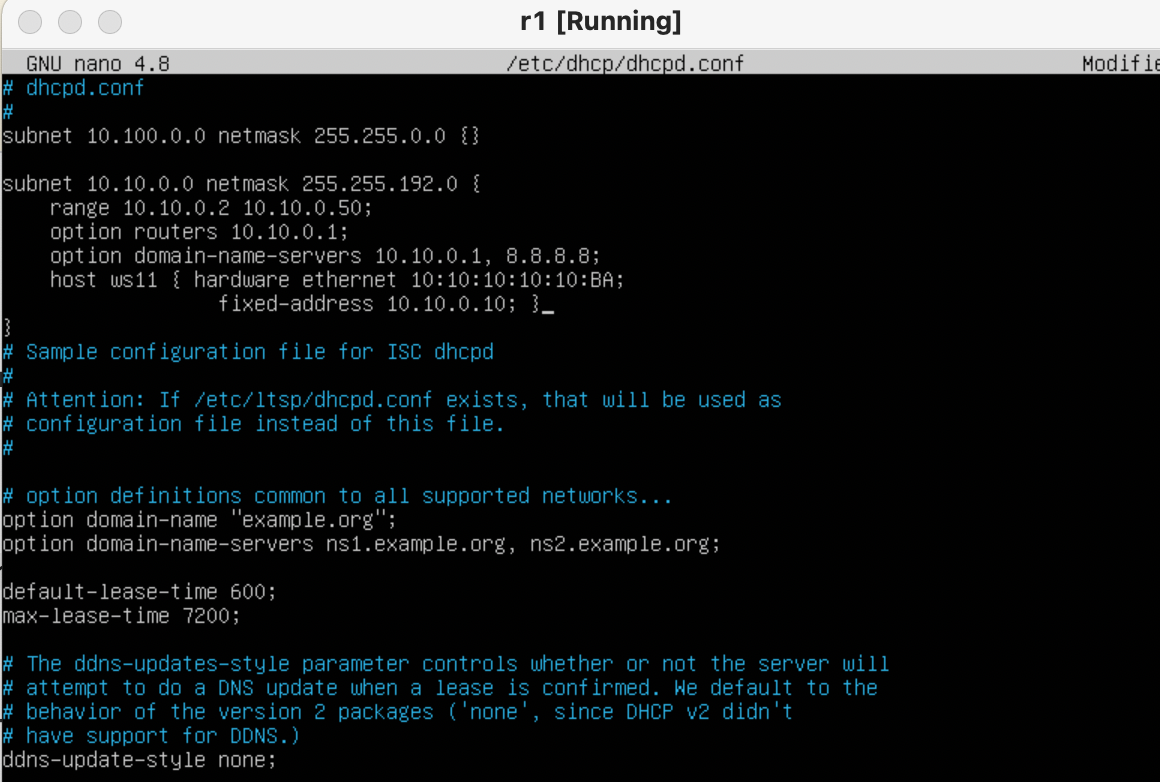 r1 [Running]
GNU nano 4.8 /etc/dhcp/dhcpd.conf Modifie
# dhcpd.conf
#
subnet 10.100.0.0 netmask 255.255.0.0 {}
subnet 10.10.0.0 netmask 255.255.192.0 {
    range 10.10.0.2 10.10.0.50;
    option routers 10.10.0.1;
    option domain-name-servers 10.10.0.1, 8.8.8.8;
    host ws11 { hardware ethernet 10:10:10:10:10:BA;
                  fixed-address 10.10.0.10; }
}
# Sample configuration file for ISC dhcpd
#
# Attention: If /etc/ltsp/dhcpd.conf exists, that will be used as
# configuration file instead of this file.
#
# option definitions common to all supported networks...
option domain-name "example.org";
option domain-name-servers ns1.example.org, ns2.example.org;
default-lease-time 600;
max-lease-time 7200;
# The ddns-updates-style parameter controls whether or not the server will
# attempt to do a DNS update when a lease is confirmed. We default to the
# behavior of the version 2 packages ('none', since DHCP v2 didn't
# have support for DDNS.)
ddns-update-style none;